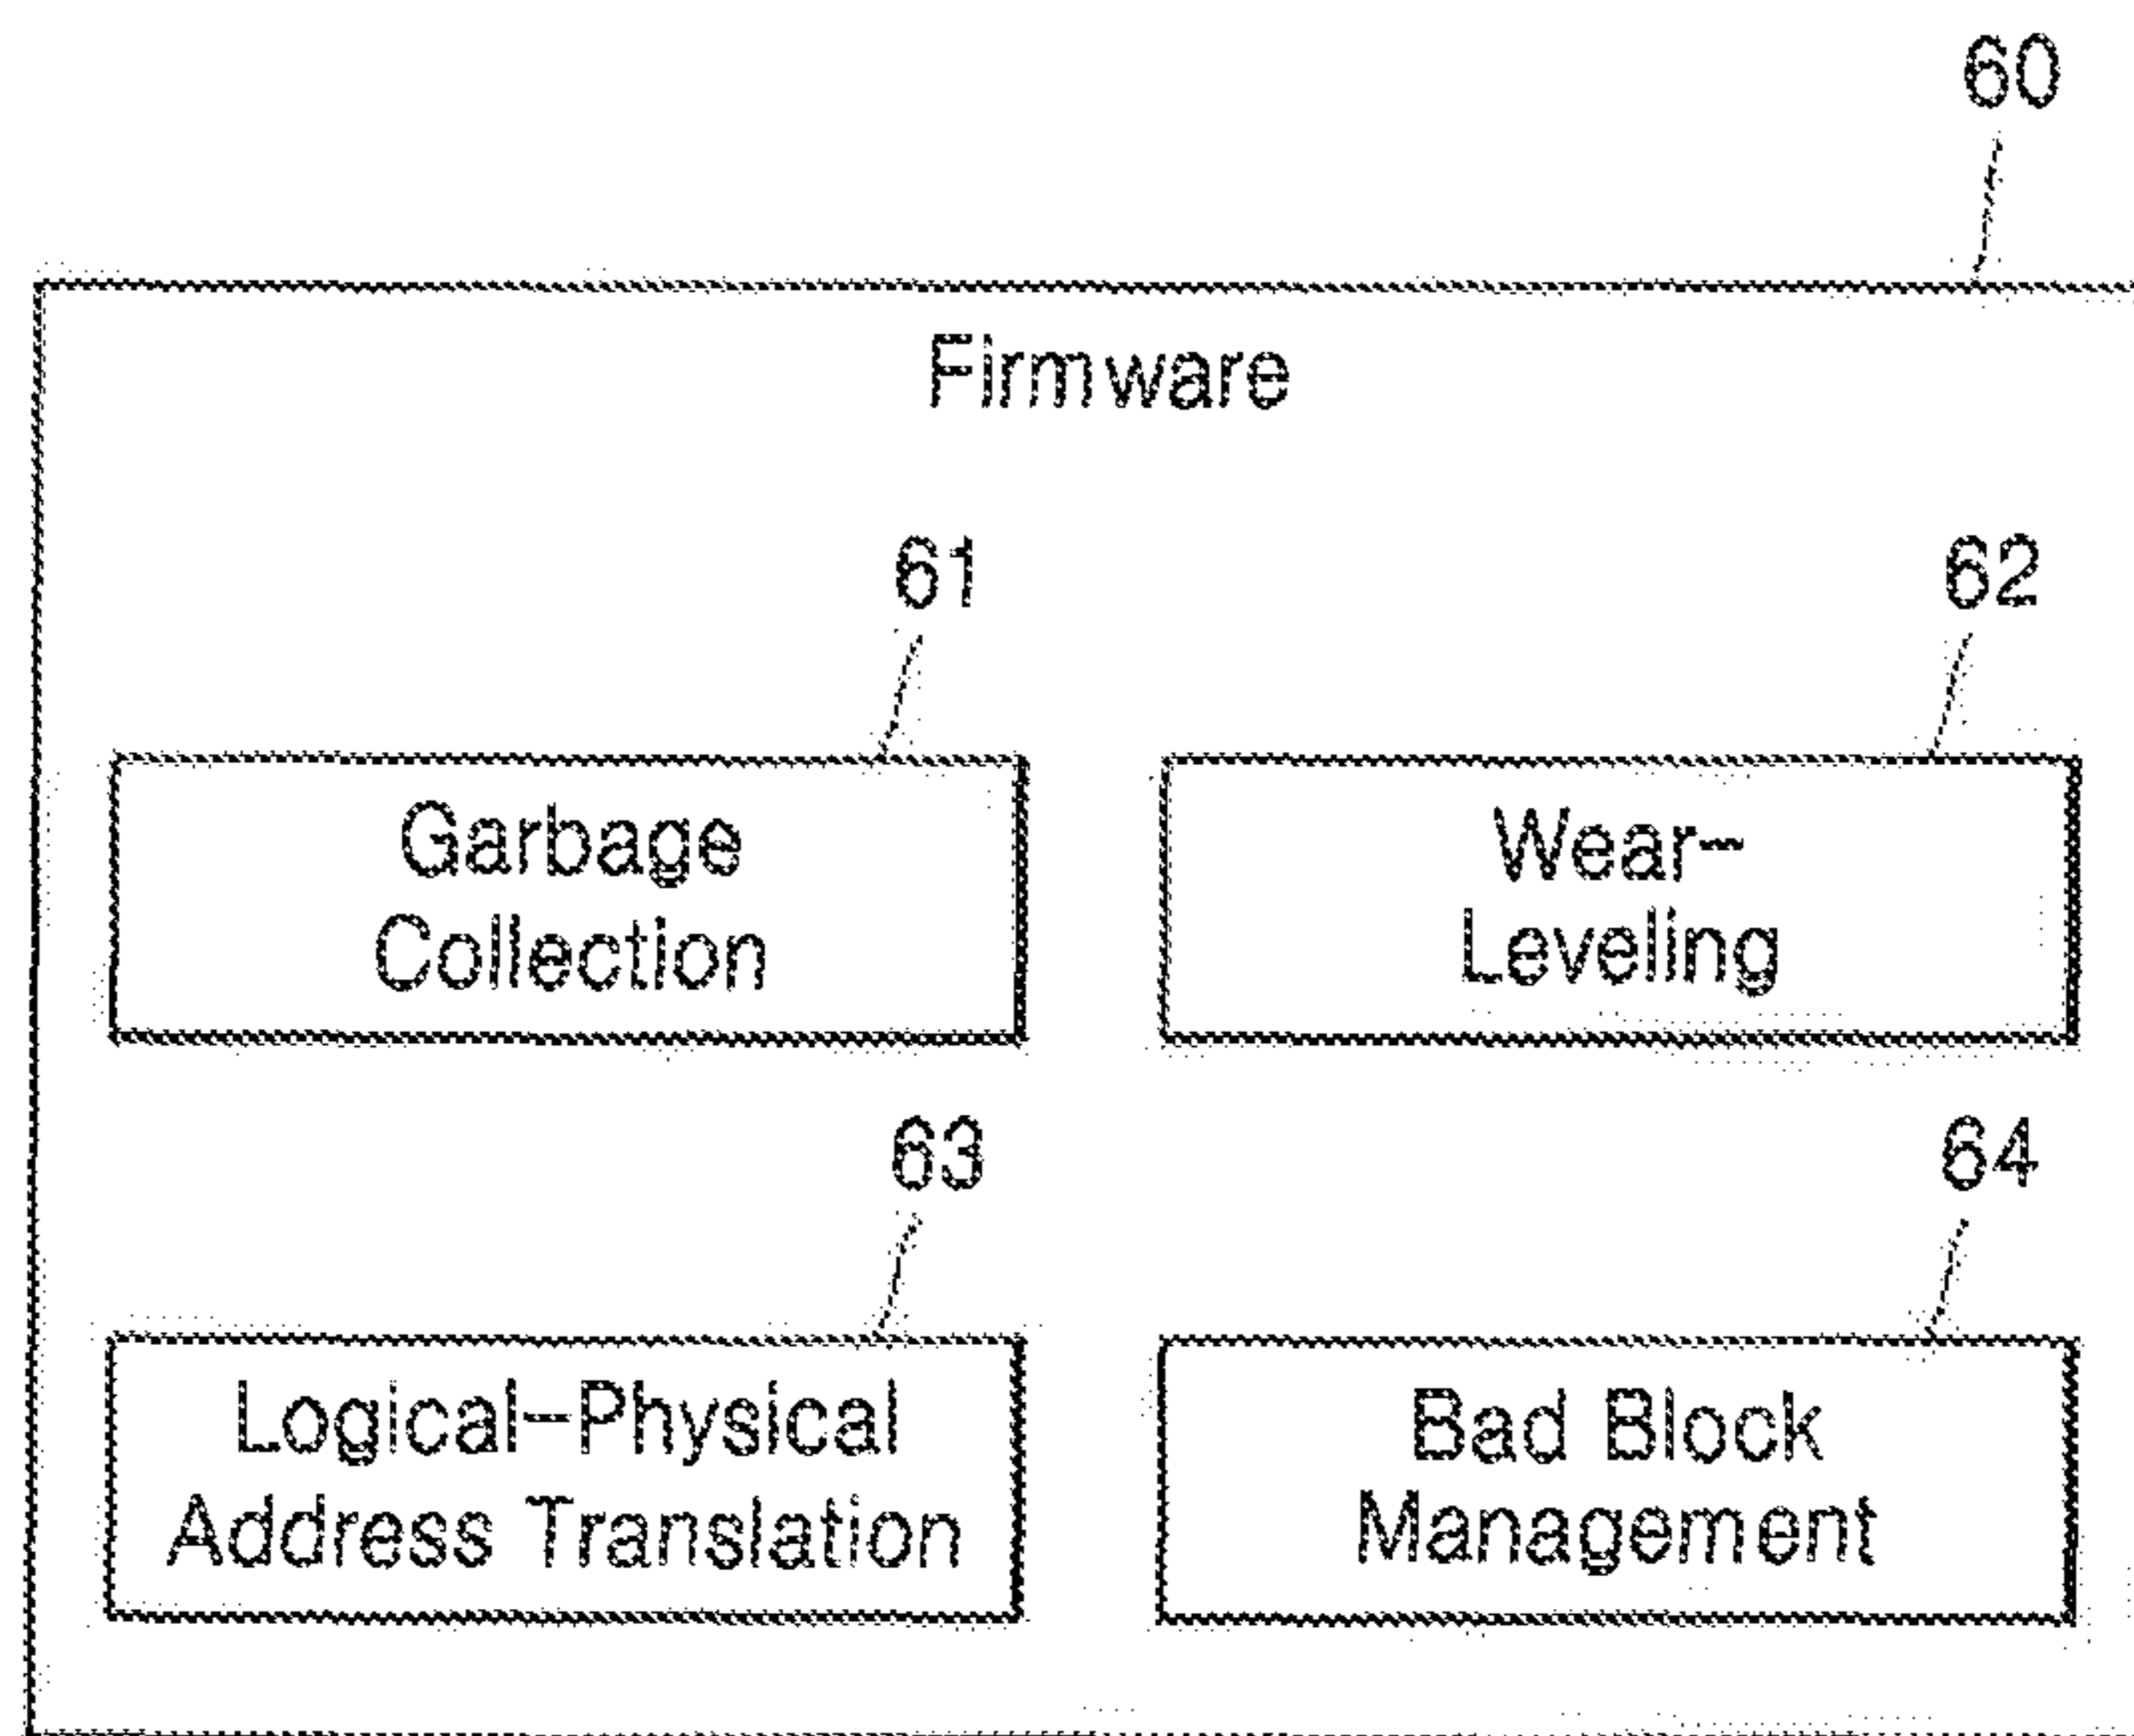 60
Firmware
61
62
Garbage
Collection
Wear-
Leveling
63
64
Logical-Physical
Address Translation
Bad Block
Management